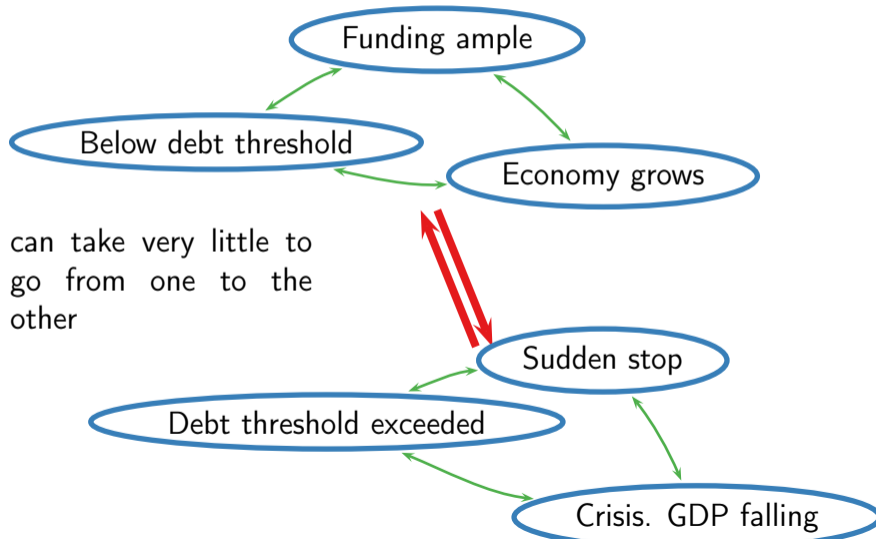 Funding ample
Below debt threshold
Economy grows
can take very little to
go from one to the
other
Sudden stop
Debt threshold exceeded
Crisis. GDP falling